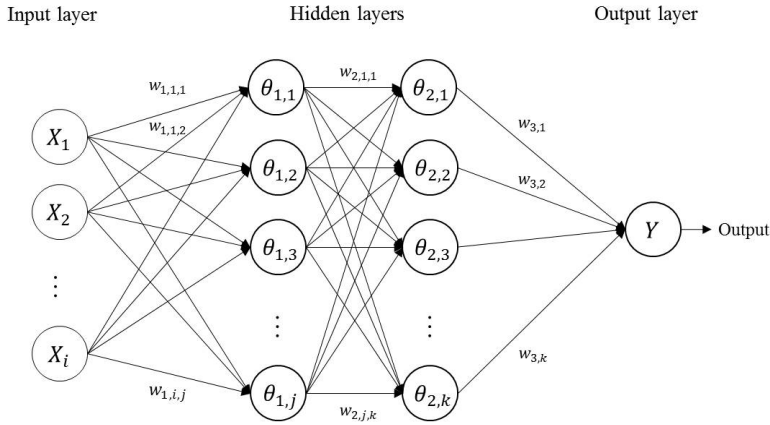 Input layer
Hidden layers
Output layer
w₁,₁,₁
w₁,₁,₂
w₁,ᵢ,ⱼ
X₁
X₂
⋮
Xᵢ
θ₁,₁
θ₁,₂
θ₁,₃
⋮
θ₁,ⱼ
w₂,₁,₁
w₂,ⱼ,ₖ
θ₂,₁
θ₂,₂
θ₂,₃
⋮
θ₂,ₖ
w₃,₁
w₃,₂
w₃,ₖ
Y
Output